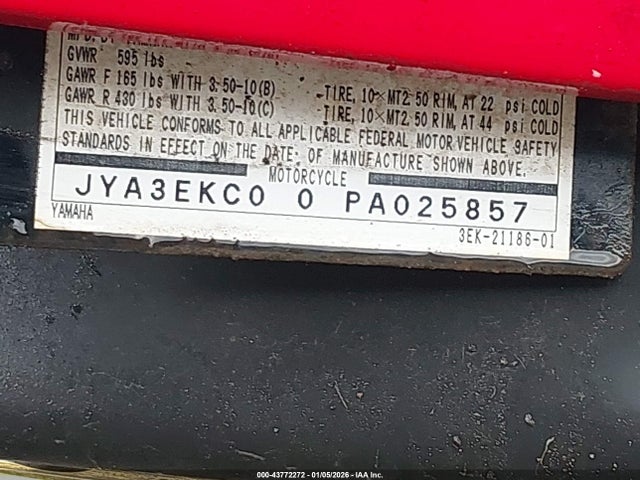 GVWR 595 lbs
GAWR F 165 lbs WITH 3.50-10(B) TIRE, 10×MT2.50 RIM, AT 22 psi COLD
GAWR R 430 lbs WITH 3.50-10(C) TIRE, 10×MT2.50 RIM, AT 44 psi COLD
THIS VEHICLE CONFORMS TO ALL APPLICABLE FEDERAL MOTOR VEHICLE SAFETY
STANDARDS IN EFFECT ON THE DATE OF MANUFACTURE SHOWN ABOVE.
MOTORCYCLE
JYA3EKC0 0 PA025857
YAMAHA 3EK-21186-01
000-43772272 - 01/05/2026 - IAA Inc.